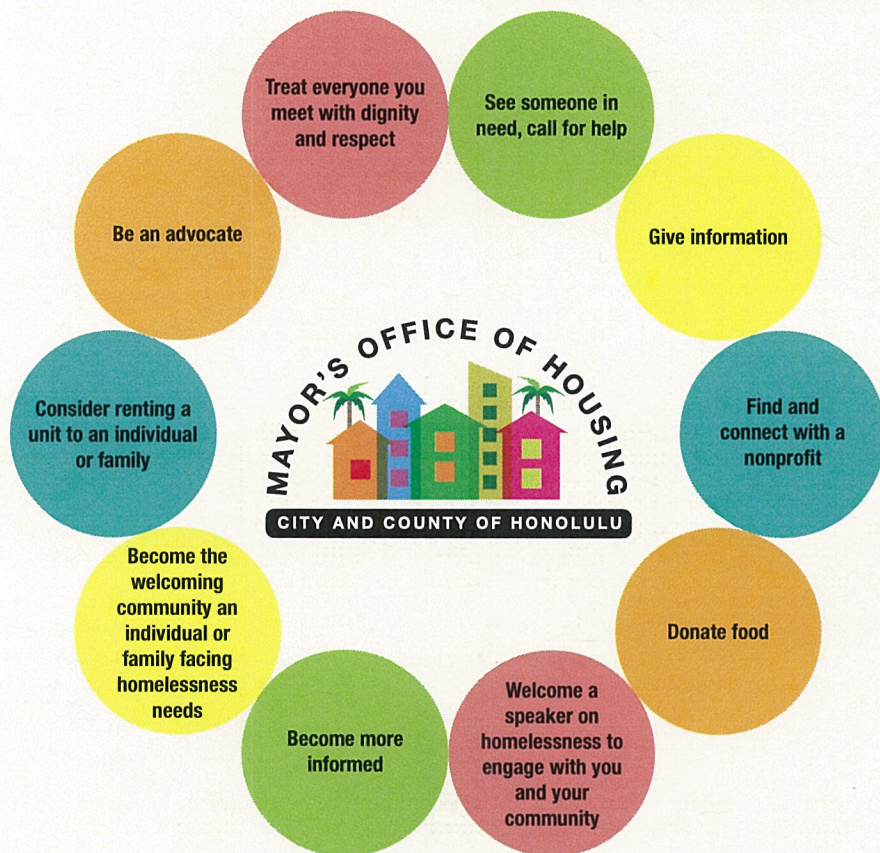 Treat everyone you
meet with dignity
and respect
See someone in
need, call for help
Give information
Find and
connect with a
nonprofit
Donate food
Welcome a
speaker on
homelessness to
engage with you
and your
community
Become more
informed
Become the
welcoming
community an
individual or
family facing
homelessness
needs
Consider renting a
unit to an individual
or family
Be an advocate
MAYOR'S OFFICE OF HOUSING
CITY AND COUNTY OF HONOLULU